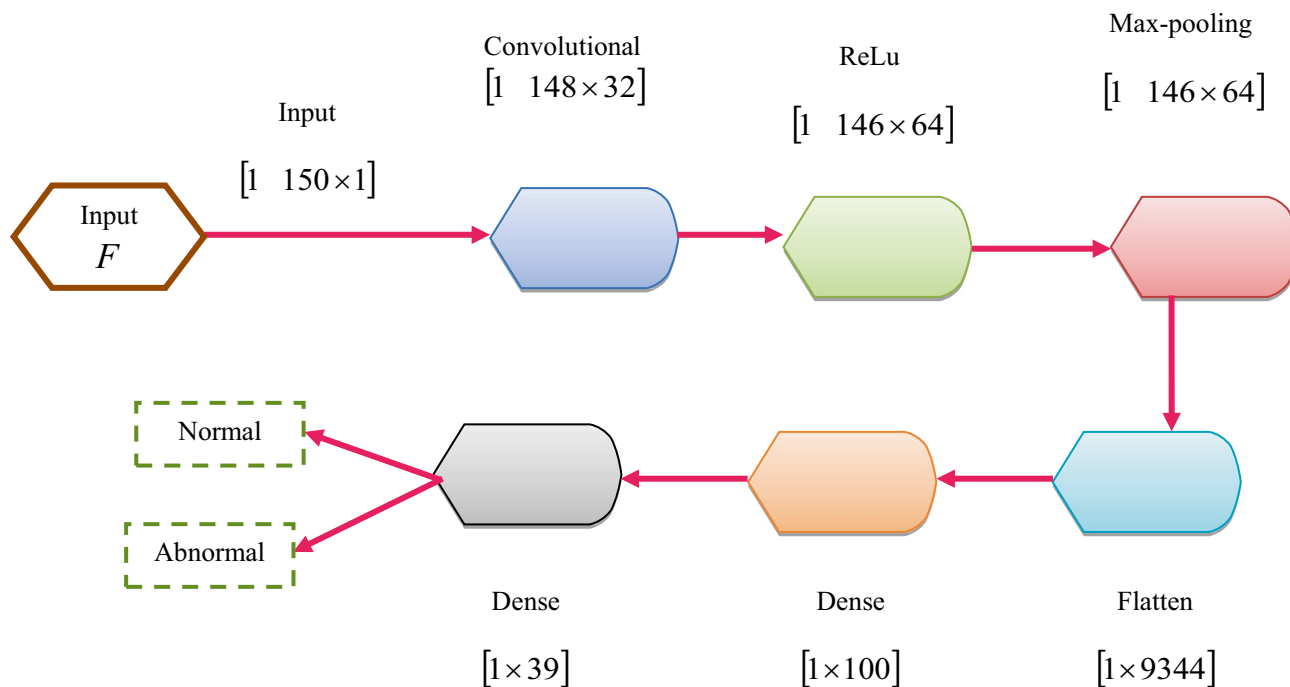 Input
F
Input
[1 150×1]
Convolutional
[1 148×32]
ReLu
[1 146×64]
Max-pooling
[1 146×64]
Normal
Abnormal
Dense
[1×39]
Dense
[1×100]
Flatten
[1×9344]